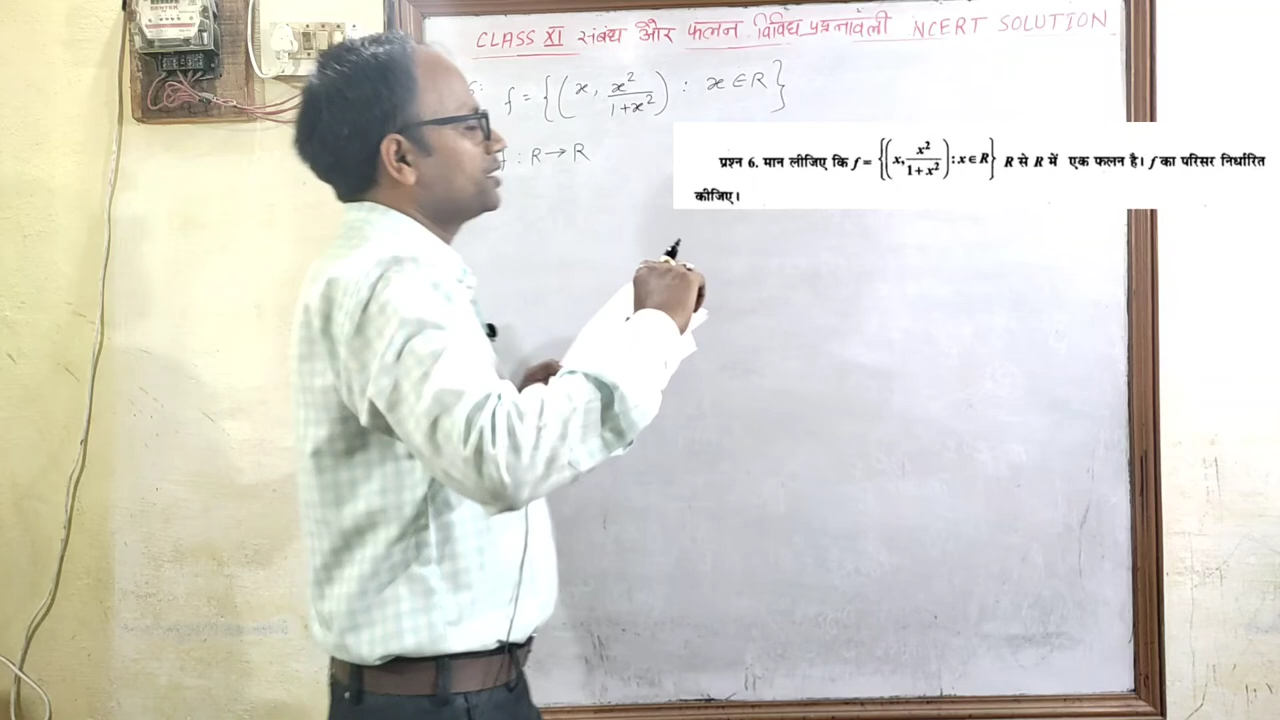 CLASS XI संबंध और फलन विविध प्रश्नावली NCERT SOLUTION
f = {(x, x²/1+x²) : x ∈ R}
: R → R
प्रश्न 6. मान लीजिए कि f = {(x, x²/1+x²) : x ∈ R} R से R में एक फलन है। f का परिसर निर्धारित
कीजिए।